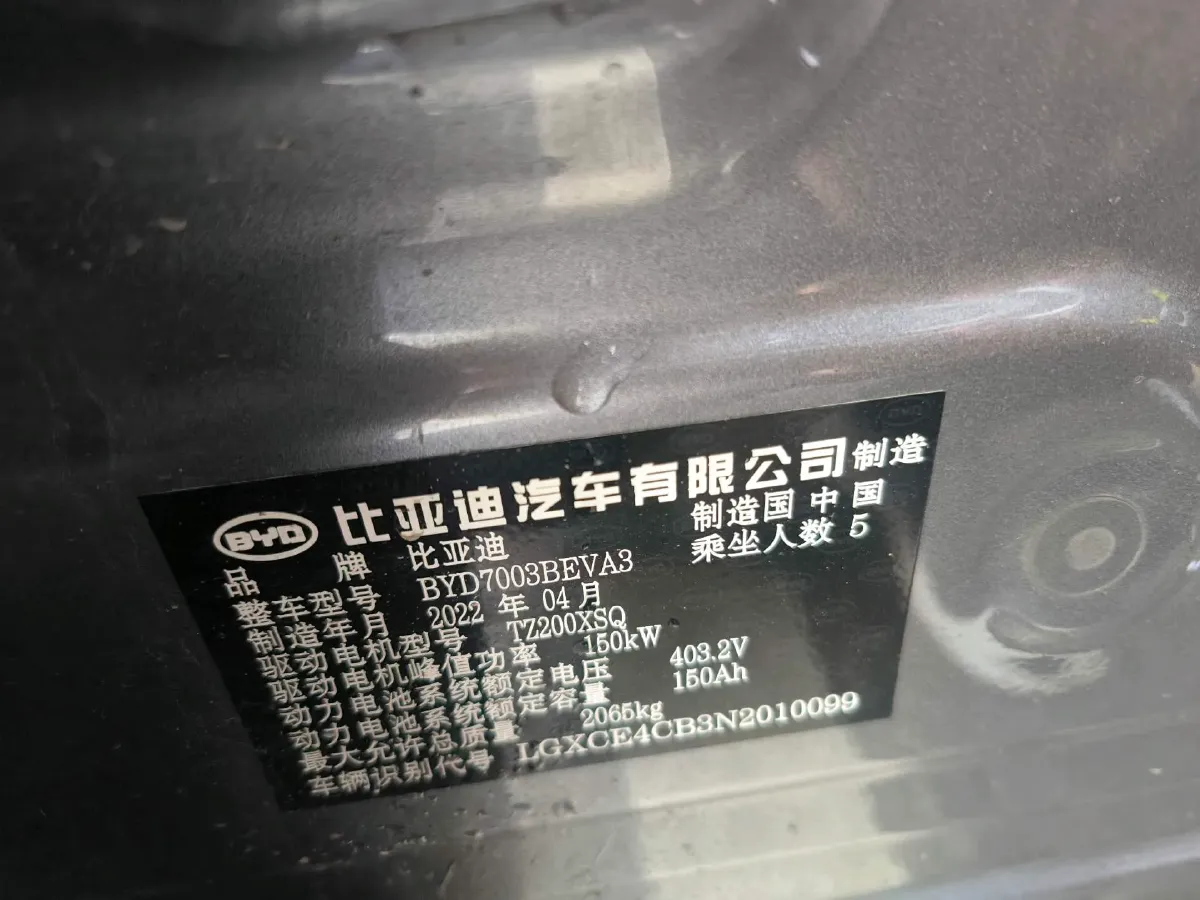 BYD 比亚迪汽车有限公司制造
品牌 比亚迪 制造国 中国
整车型号 BYD7003BEVA3 乘坐人数 5
制造年月 2022 年 04 月
驱动电机型号 TZ200XSQ
驱动电机峰值功率 150kW
动力电池系统额定电压 403.2V
动力电池系统额定容量 150Ah
最大允许总质量 2065kg
车辆识别代号 LGXCE4CB3N2010099